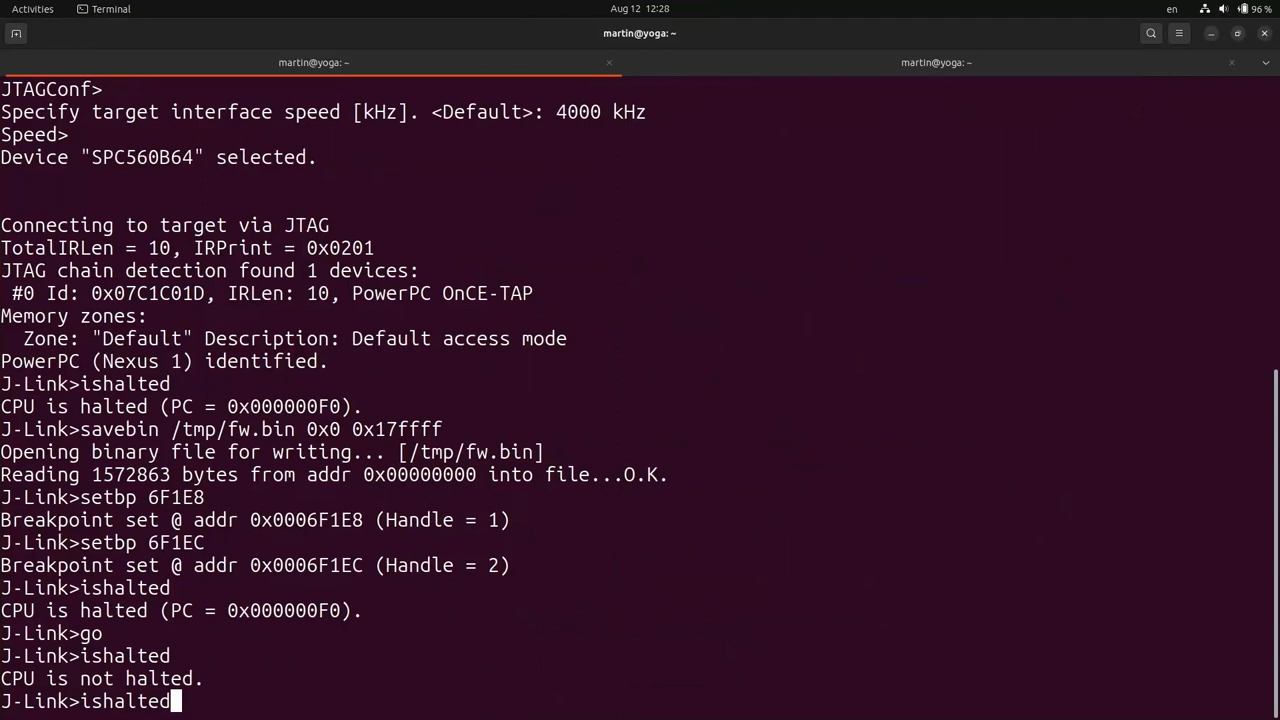 Activities Terminal Aug 12 12:28 en 96 %
martin@yoga: ~
martin@yoga: ~ martin@yoga: ~
JTAGConf>
Specify target interface speed [kHz]. <Default>: 4000 kHz
Speed>
Device "SPC560B64" selected.
Connecting to target via JTAG
TotalIRLen = 10, IRPrint = 0x0201
JTAG chain detection found 1 devices:
 #0 Id: 0x07C1C01D, IRLen: 10, PowerPC OnCE-TAP
Memory zones:
  Zone: "Default" Description: Default access mode
PowerPC (Nexus 1) identified.
J-Link>ishalted
CPU is halted (PC = 0x000000F0).
J-Link>savebin /tmp/fw.bin 0x0 0x17ffff
Opening binary file for writing... [/tmp/fw.bin]
Reading 1572863 bytes from addr 0x00000000 into file...O.K.
J-Link>setbp 6F1E8
Breakpoint set @ addr 0x0006F1E8 (Handle = 1)
J-Link>setbp 6F1EC
Breakpoint set @ addr 0x0006F1EC (Handle = 2)
J-Link>ishalted
CPU is halted (PC = 0x000000F0).
J-Link>go
J-Link>ishalted
CPU is not halted.
J-Link>ishalted